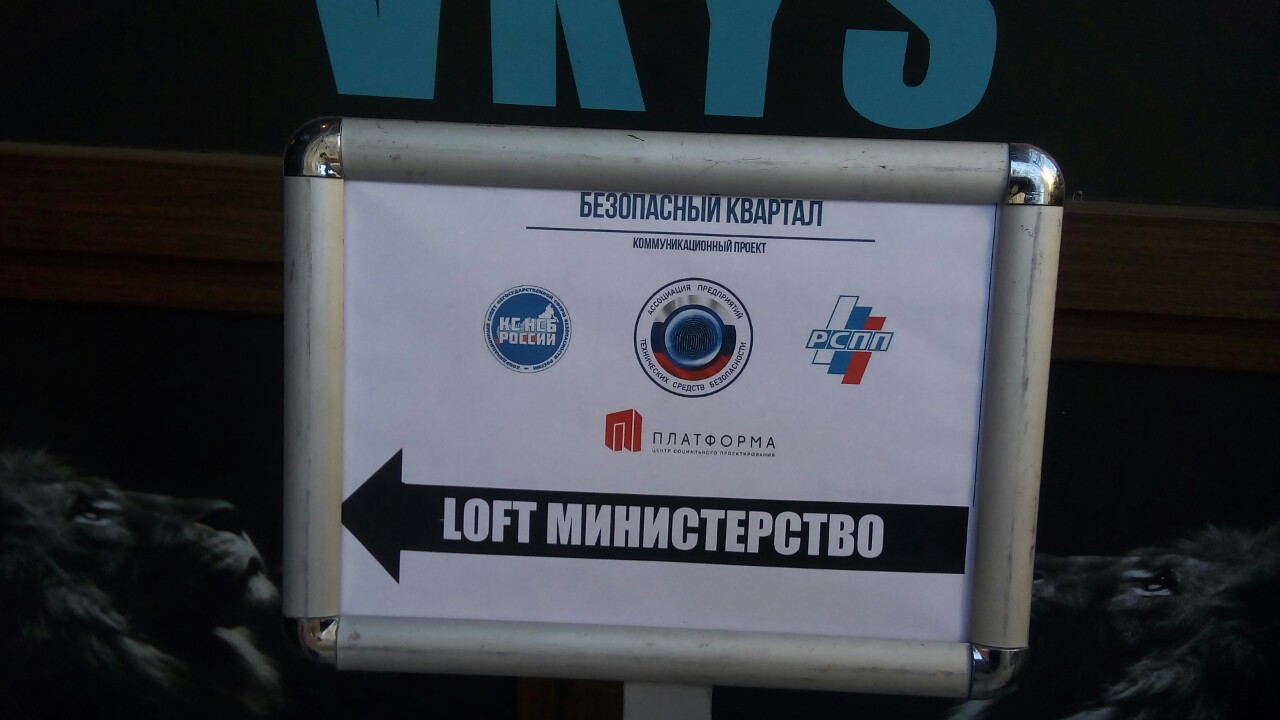 VKYS
БЕЗОПАСНЫЙ КВАРТАЛ
КОММУНИКАЦИОННЫЙ ПРОЕКТ
КС НСБ
РОССИИ
АССОЦИАЦИЯ ПРЕДПРИЯТИЙ
ТЕХНИЧЕСКИХ СРЕДСТВ БЕЗОПАСНОСТИ
РСПП
ПЛАТФОРМА
ЦЕНТР СОЦИАЛЬНОГО ПРОЕКТИРОВАНИЯ
LOFT МИНИСТЕРСТВО